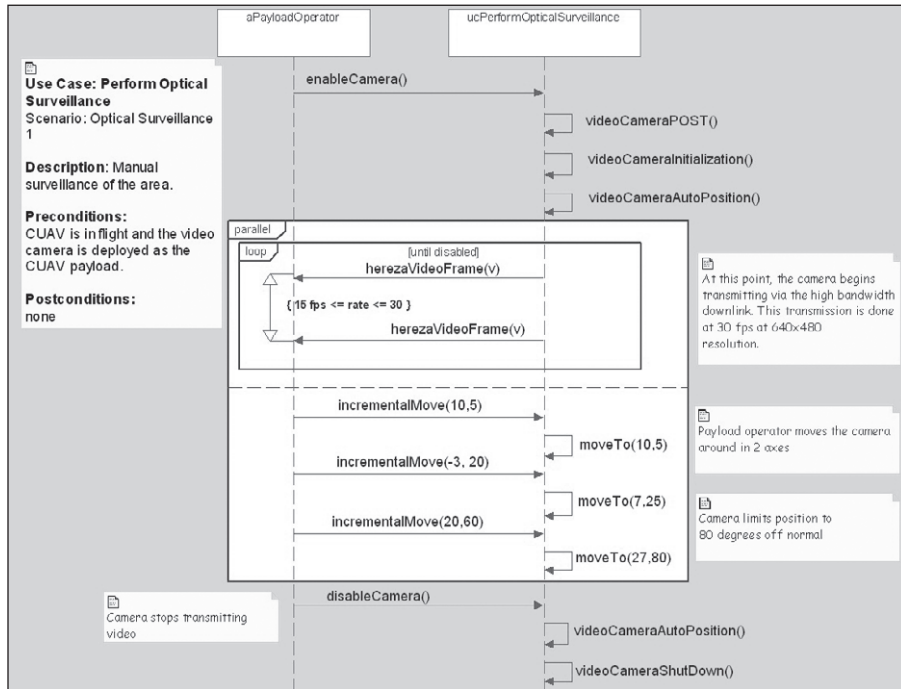 aPayloadOperator
ucPerformOpticalSurveillance
Use Case: Perform Optical
Surveillance
Scenario: Optical Surveillance
1
Description: Manual
surveillance of the area.
Preconditions:
CUAV is in flight and the video
camera is deployed as the
CUAV payload.
Postconditions:
none
enableCamera()
videoCameraPOST()
videoCameraInitialization()
videoCameraAutoPosition()
parallel
loop
[until disabled]
herezaVideoFrame(v)
{ 15 fps <= rate <= 30 }
herezaVideoFrame(v)
At this point, the camera begins
transmitting via the high bandwidth
downlink. This transmission is done
at 30 fps at 640x480
resolution.
incrementalMove(10,5)
moveTo(10,5)
Payload operator moves the camera
around in 2 axes
incrementalMove(-3, 20)
moveTo(7,25)
incrementalMove(20,60)
Camera limits position to
80 degrees off normal
moveTo(27,80)
disableCamera()
Camera stops transmitting
video
videoCameraAutoPosition()
videoCameraShutDown()